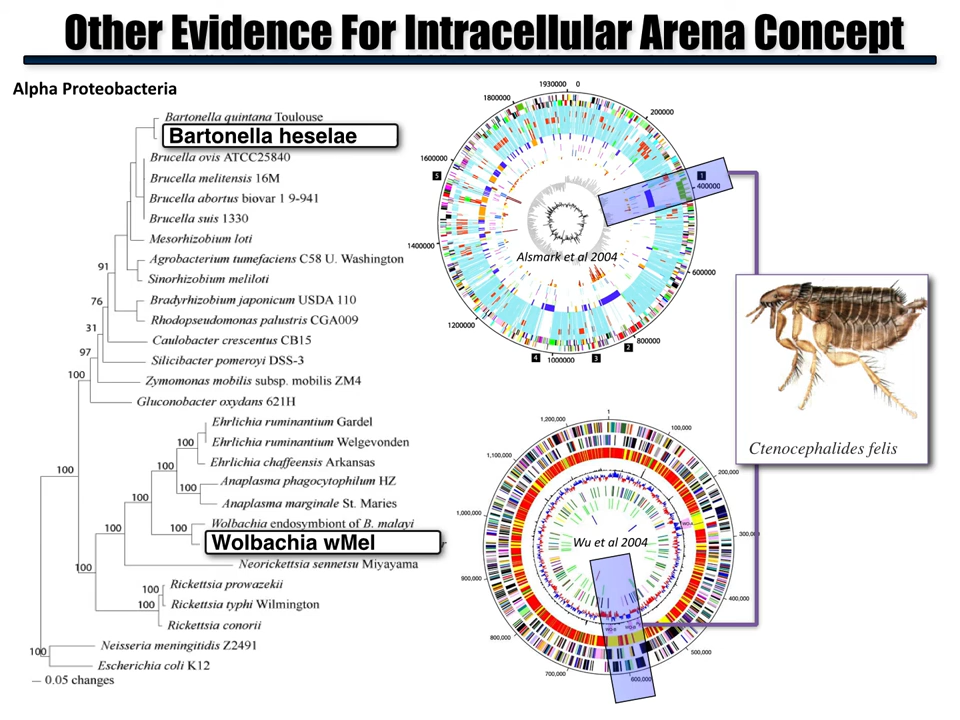 Other Evidence For Intracellular Arena Concept
Alpha Proteobacteria
Bartonella quintana Toulouse
Bartonella heselae
Brucella ovis ATCC25840
Brucella melitensis 16M
Brucella abortus biovar 1 9-941
Brucella suis 1330
Mesorhizobium loti
Agrobacterium tumefaciens C58 U. Washington
Sinorhizobium meliloti
Bradyrhizobium japonicum USDA 110
Rhodopseudomonas palustris CGA009
Caulobacter crescentus CB15
Silicibacter pomeroyi DSS-3
Zymomonas mobilis subsp. mobilis ZM4
Gluconobacter oxydans 621H
Ehrlichia ruminantium Gardel
Ehrlichia ruminantium Welgevonden
Ehrlichia chaffeensis Arkansas
Anaplasma phagocytophilum HZ
Anaplasma marginale St. Maries
Wolbachia endosymbiont of B. malayi
Wolbachia wMel
Neorickettsia sennetsu Miyayama
Rickettsia prowazekii
Rickettsia typhi Wilmington
Rickettsia conorii
Neisseria meningitidis Z2491
Escherichia coli K12
0.05 changes
91
76
31
97
100
100
100
100
100
100
100
100
100
100
100
100
1930000 0
200000
1
400000
600000
2
800000
3
1000000
4
1200000
1400000
5
1600000
1800000
Alsmark et al 2004
1
100,000
200,000
300,000
400,000
500,000
600,000
700,000
800,000
900,000
1,000,000
1,100,000
1,200,000
Wu et al 2004
Ctenocephalides felis